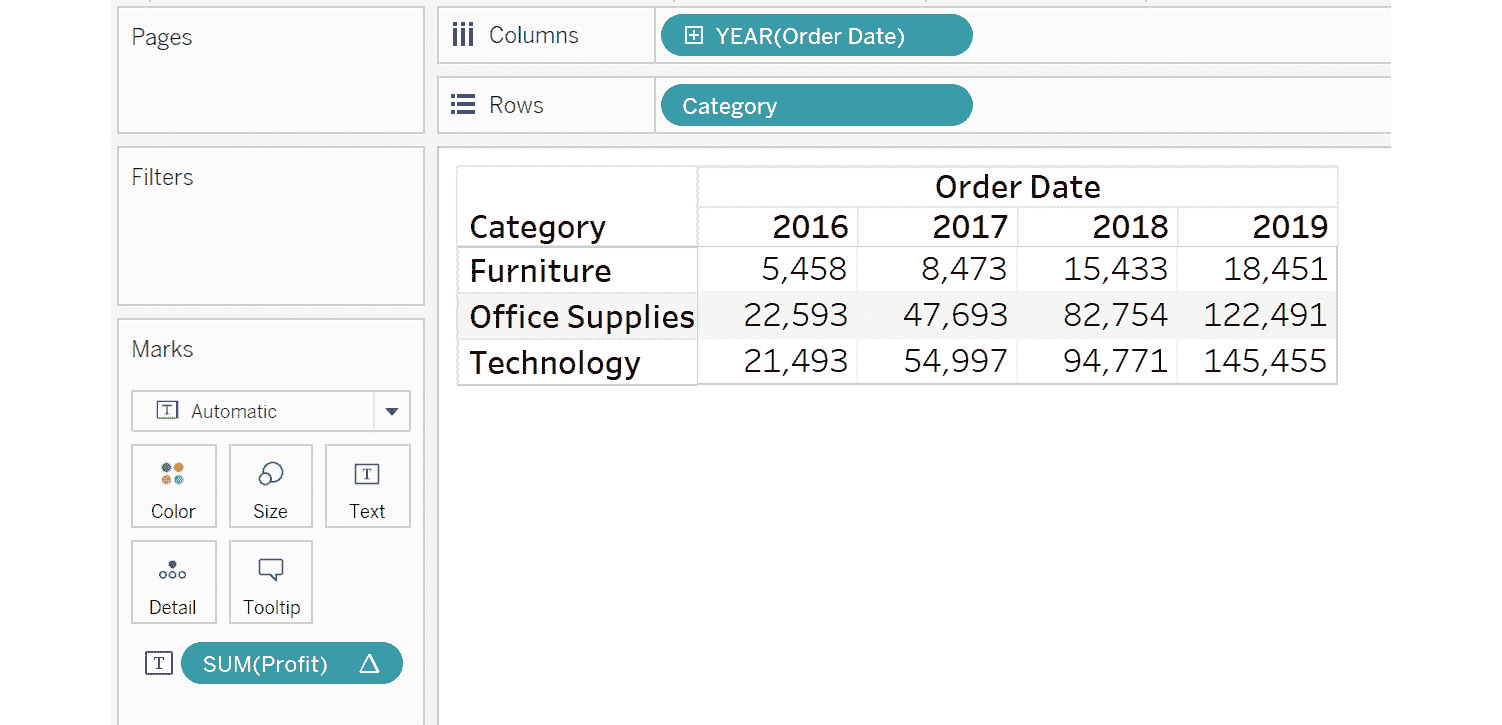 Pages
Columns
YEAR(Order Date)
Rows
Category
Filters
Marks
T Automatic
Color
Size
T
Text
Detail
Tooltip
T SUM(Profit) △
Order Date
Category 2016 2017 2018 2019
Furniture 5,458 8,473 15,433 18,451
Office Supplies 22,593 47,693 82,754 122,491
Technology 21,493 54,997 94,771 145,455